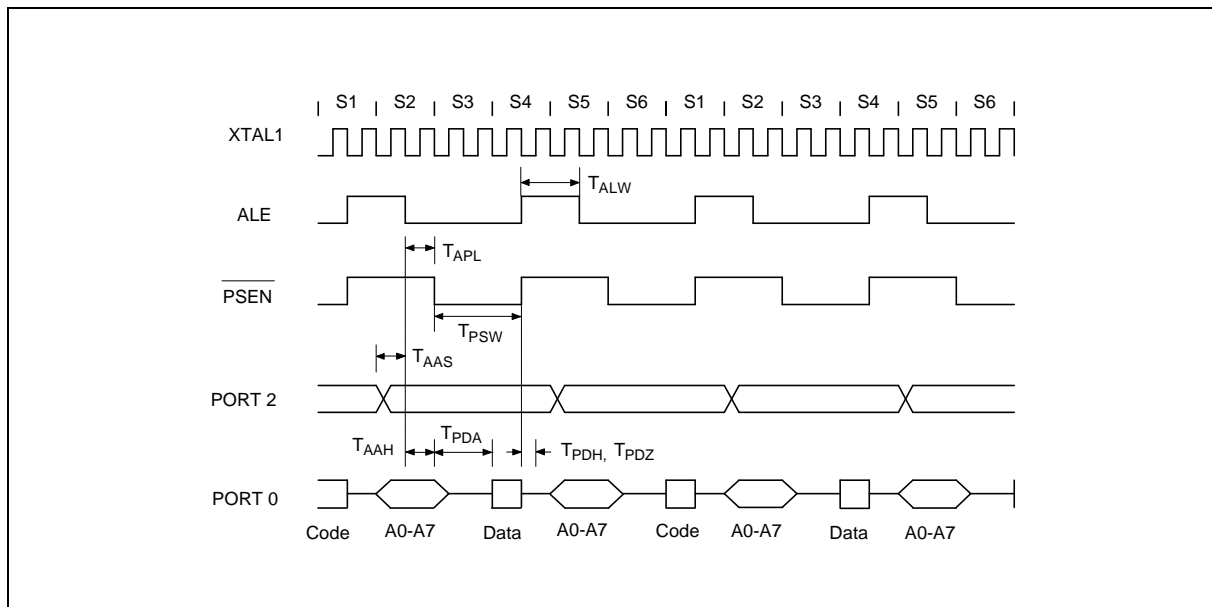 S1 S2 S3 S4 S5 S6 S1 S2 S3 S4 S5 S6
XTAL1
TALW
ALE
TAPL
PSEN
TPSW
TAAS
PORT 2
TAAH TPDA TPDH, TPDZ
PORT 0
Code A0-A7 Data A0-A7 Code A0-A7 Data A0-A7